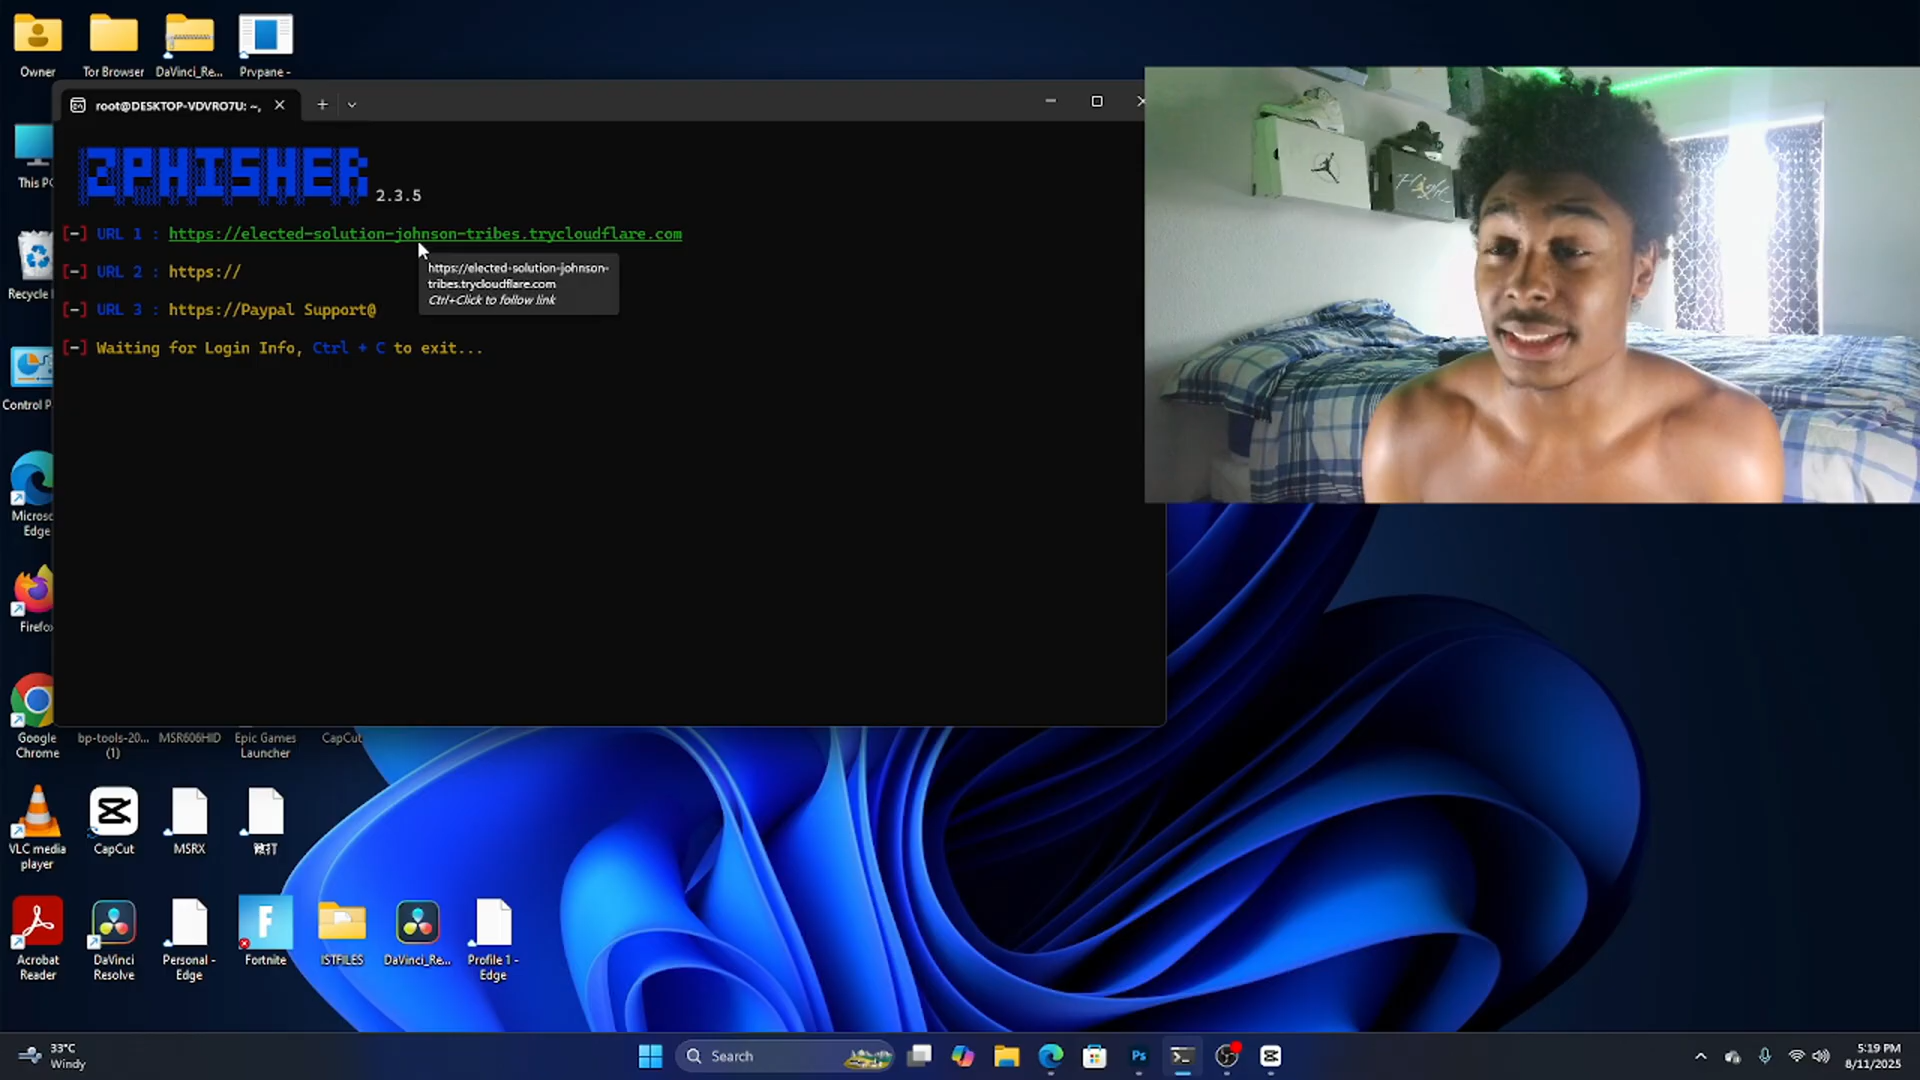 Owner
Tor Browser
DaVinci_Re...
Prvpane -
root@DESKTOP-VDVRO7U: ~,
ZPHISHER 2.3.5
[-] URL 1 : https://elected-solution-johnson-tribes.trycloudflare.com
[-] URL 2 : https://
[-] URL 3 : https://Paypal Support@
https://elected-solution-johnson-
tribes.trycloudflare.com
Ctrl+Click to follow link
[-] Waiting for Login Info, Ctrl + C to exit...
This PC
Recycle
Control P
Microso
Edge
Firefo
Google
Chrome
bp-tools-20...
(1)
MSR606HID
Epic Games
Launcher
CapCut
VLC media
player
CapCut
MSRX
Acrobat
Reader
DaVinci
Resolve
Personal -
Edge
Fortnite
ISTFILES
DaVinci_Re...
Profile 1 -
Edge
Flight
33°C
Windy
Search
Ps
5:19 PM
8/11/2025